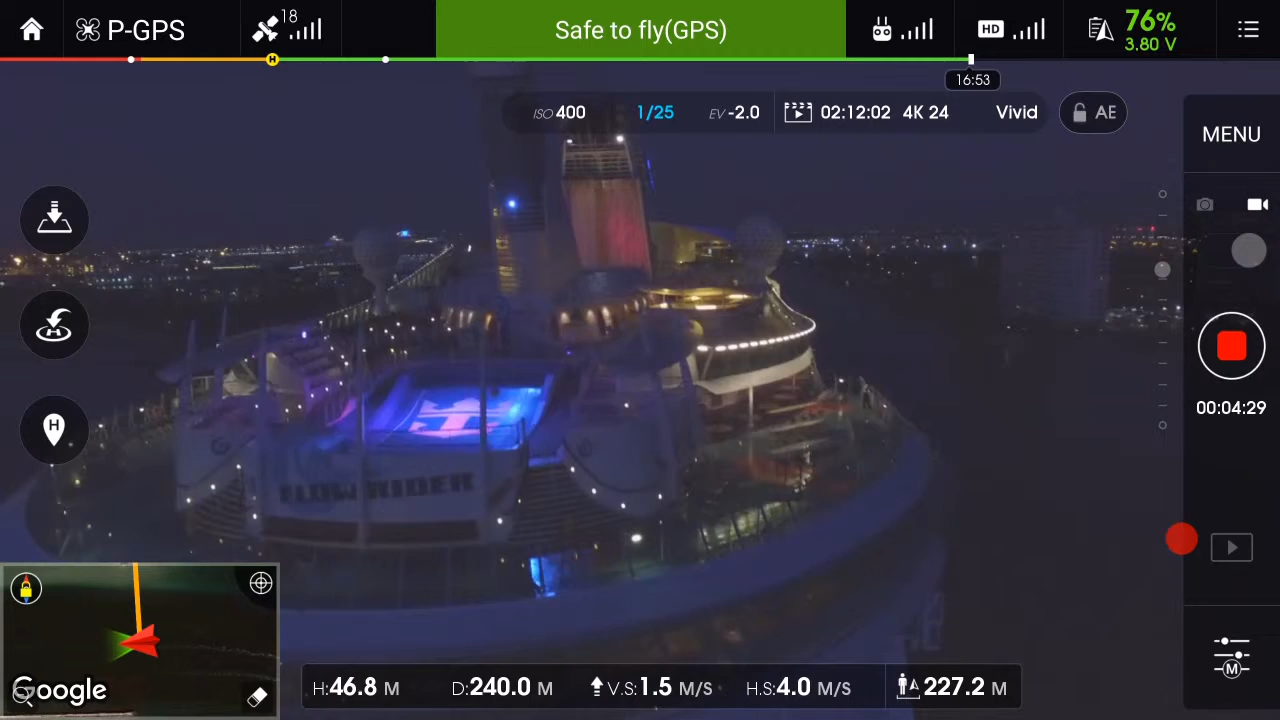 P-GPS
18
Safe to fly(GPS)
HD
76%
3.80 V
H
16:53
ISO 400
1/25
EV -2.0
02:12:02
4K 24
Vivid
AE
MENU
H
H
00:04:29
FLOWRIDER
M
Google
H:46.8 M
D:240.0 M
V.S:1.5 M/S
H.S:4.0 M/S
227.2 M